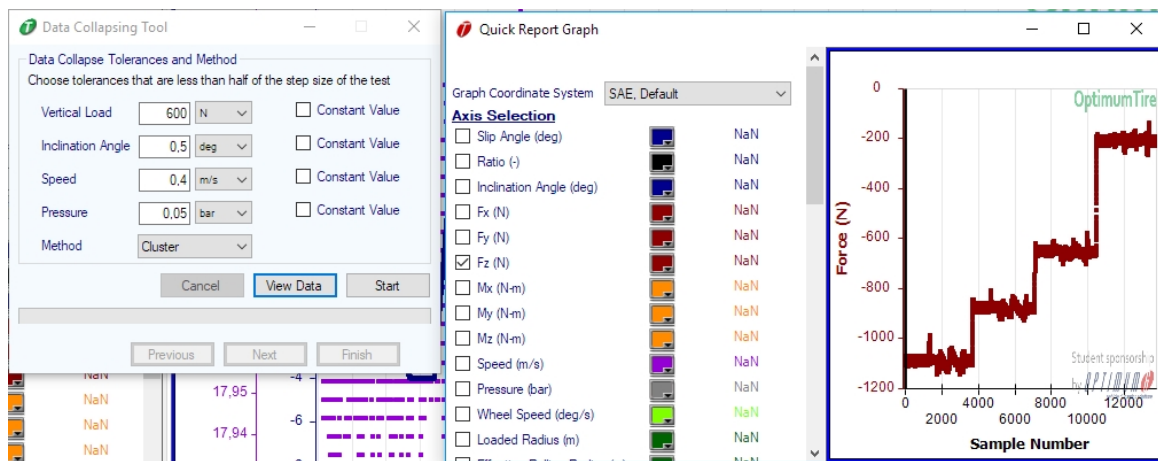 Data Collapsing Tool
Data Collapse Tolerances and Method
Choose tolerances that are less than half of the step size of the test
Vertical Load 600 N Constant Value
Inclination Angle 0,5 deg Constant Value
Speed 0,4 m/s Constant Value
Pressure 0,05 bar Constant Value
Method Cluster
Cancel View Data Start
Previous Next Finish
NaN
NaN
NaN
NaN
17,95
17,94
-4
-6
Quick Report Graph
Graph Coordinate System SAE, Default
Axis Selection
Slip Angle (deg) NaN
Ratio (-) NaN
Inclination Angle (deg) NaN
Fx (N) NaN
Fy (N) NaN
Fz (N) NaN
Mx (N-m) NaN
My (N-m) NaN
Mz (N-m) NaN
Speed (m/s) NaN
Pressure (bar) NaN
Wheel Speed (deg/s) NaN
Loaded Radius (m) NaN
OptimumTire
Force (N)
0
-200
-400
-600
-800
-1000
-1200
Student sponsorship
by OPTIMUM
0 4000 8000 12000
2000 6000 10000
Sample Number